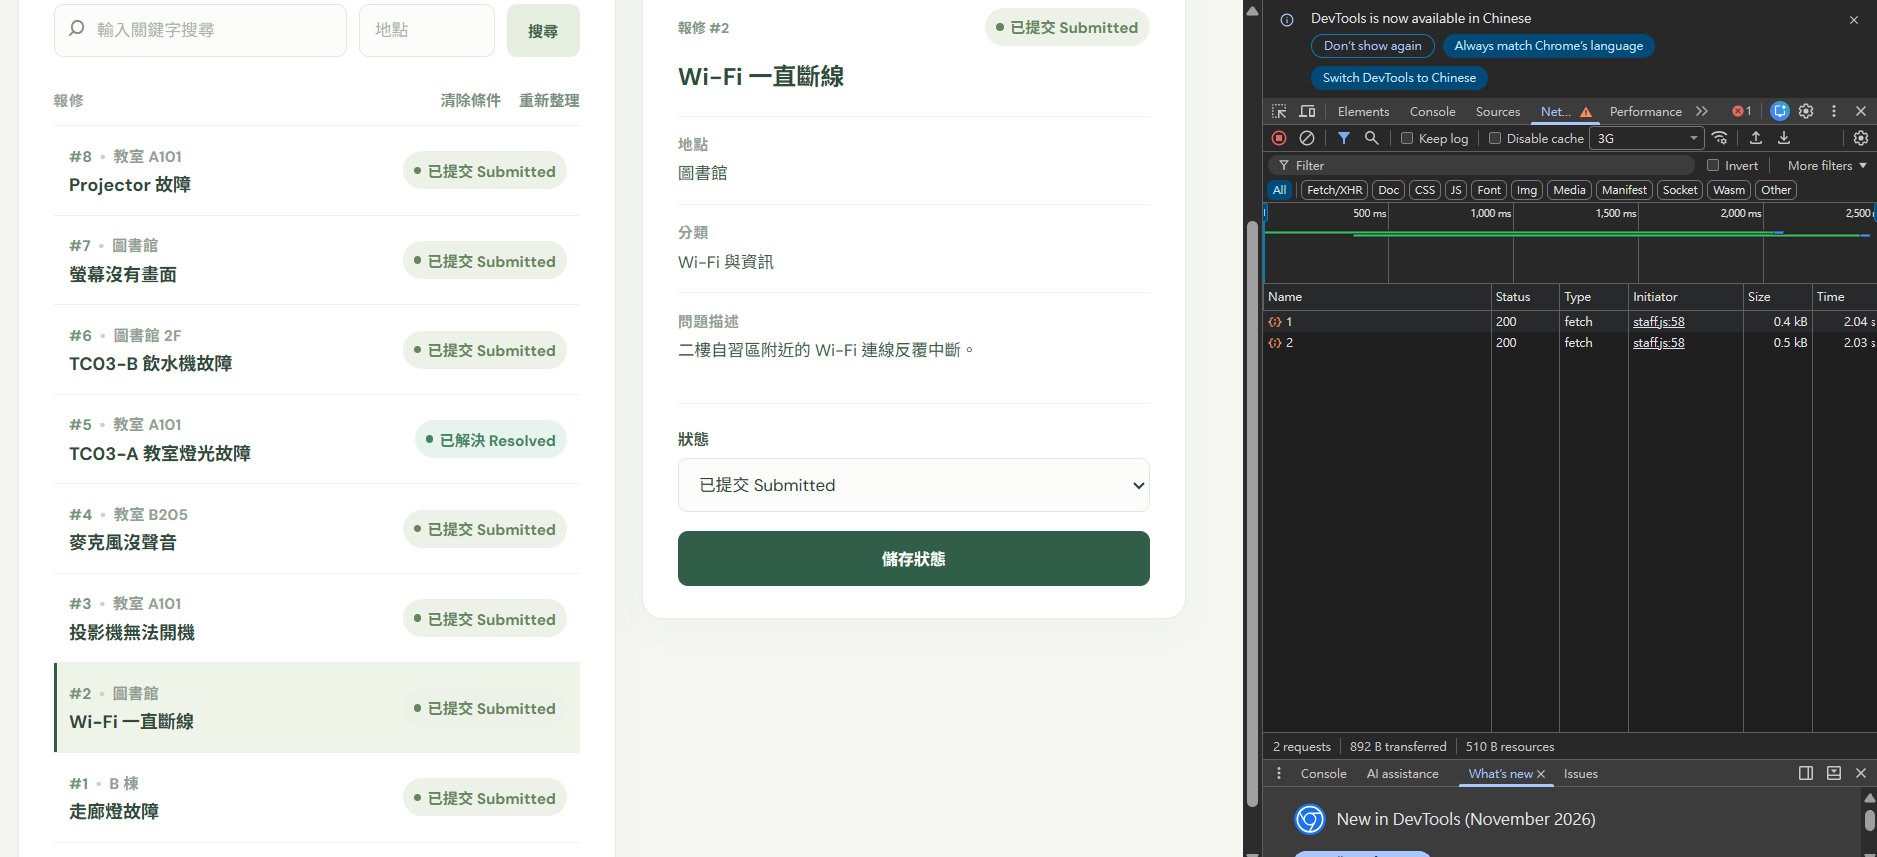 輸入關鍵字搜尋
地點
搜尋
報修
清除條件
重新整理
#8 • 教室 A101
Projector 故障
已提交 Submitted
#7 • 圖書館
螢幕沒有畫面
已提交 Submitted
#6 • 圖書館 2F
TC03-B 飲水機故障
已提交 Submitted
#5 • 教室 A101
TC03-A 教室燈光故障
已解決 Resolved
#4 • 教室 B205
麥克風沒聲音
已提交 Submitted
#3 • 教室 A101
投影機無法開機
已提交 Submitted
#2 • 圖書館
Wi-Fi 一直斷線
已提交 Submitted
#1 • B 棟
走廊燈故障
已提交 Submitted
報修 #2
已提交 Submitted
Wi-Fi 一直斷線
地點
圖書館
分類
Wi-Fi 與資訊
問題描述
二樓自習區附近的 Wi-Fi 連線反覆中斷。
狀態
已提交 Submitted
儲存狀態
DevTools is now available in Chinese
Don't show again
Always match Chrome's language
Switch DevTools to Chinese
Elements Console Sources Net... Performance 1
Keep log Disable cache 3G
Filter Invert More filters
All Fetch/XHR Doc CSS JS Font Img Media Manifest Socket Wasm Other
500 ms 1,000 ms 1,500 ms 2,000 ms 2,500
Name Status Type Initiator Size Time
1 200 fetch staff.js:58 0.4 kB 2.04 s
2 200 fetch staff.js:58 0.5 kB 2.03 s
2 requests 892 B transferred 510 B resources
Console AI assistance What's new Issues
New in DevTools (November 2026)